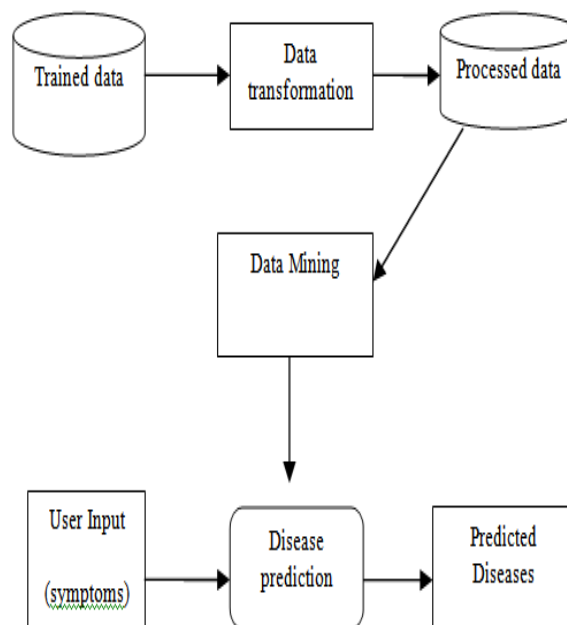 Trained data
Data
transformation
Processed data
Data Mining
User Input
(symptoms)
Disease
prediction
Predicted
Diseases